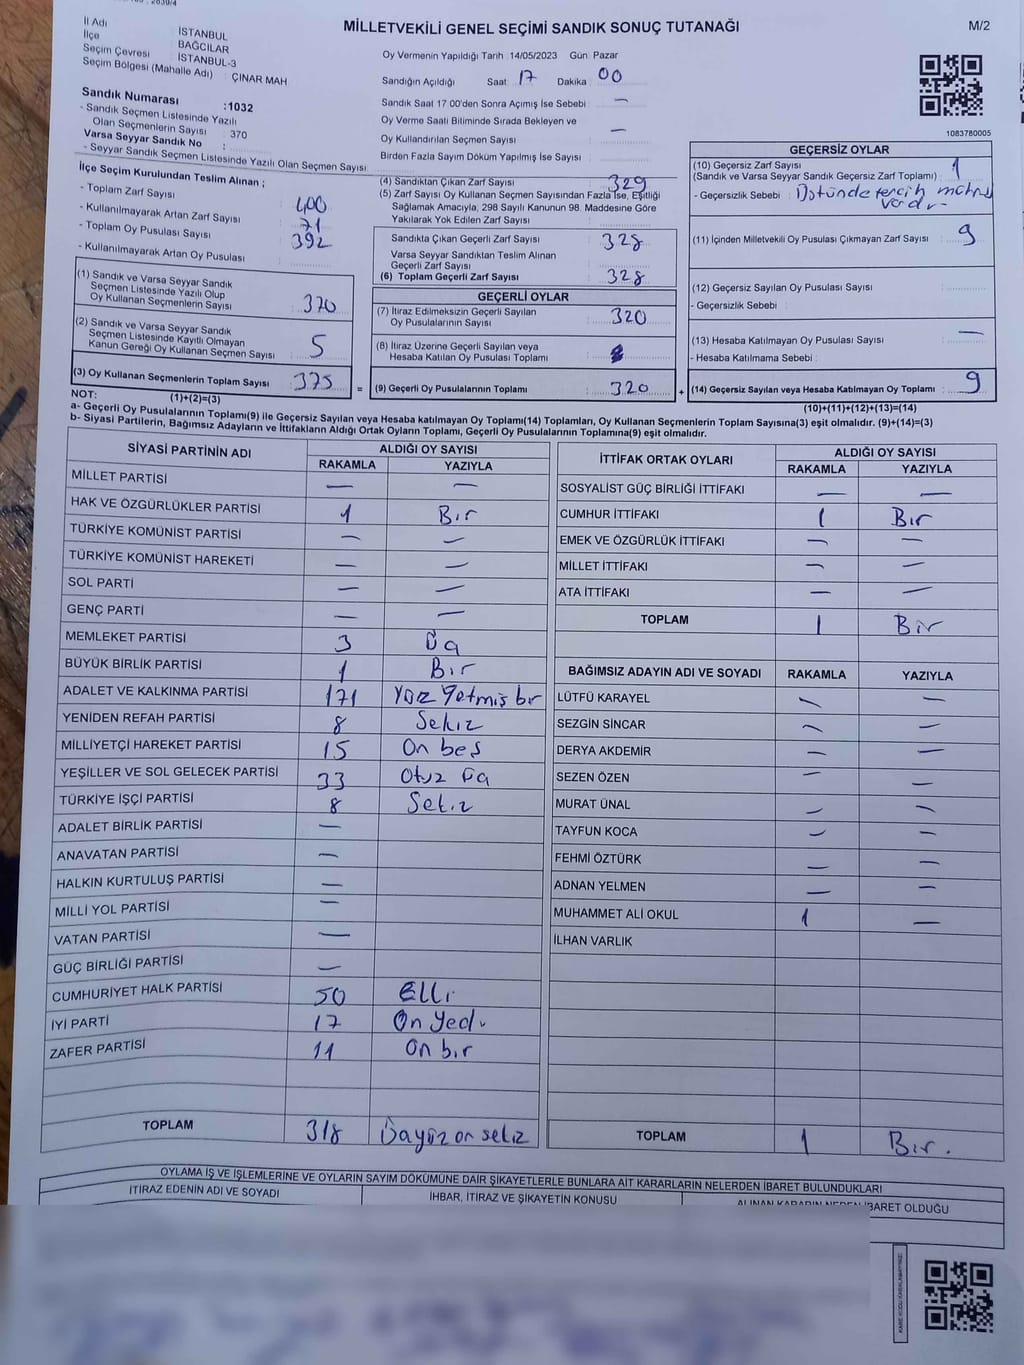 MİLLETVEKİLİ GENEL SEÇİMİ SANDIK SONUÇ TUTANAĞI
M/2
İl Adı İSTANBUL
İlçe BAĞCILAR
Seçim Çevresi İSTANBUL-3
Seçim Bölgesi (Mahalle Adı) : ÇINAR MAH
Sandık Numarası :1032
- Sandık Seçmen Listesinde Yazılı
Olan Seçmenlerin Sayısı : 370
Varsa Seyyar Sandık No :
- Seyyar Sandık Seçmen Listesinde Yazılı Olan Seçmen Sayısı
Oy Vermenin Yapıldığı Tarih :14/05/2023 Gün: Pazar
Sandığın Açıldığı Saat : 17 Dakika : 00
Sandık Saat 17 00'den Sonra Açımış İse Sebebi : —
Oy Verme Saati Bitiminde Sırada Bekleyen ve
Oy Kullandırılan Seçmen Sayısı : —
Birden Fazla Sayım Döküm Yapılmış İse Sayısı :
1083780005
İlçe Seçim Kurulundan Teslim Alınan ;
- Toplam Zarf Sayısı : 400
- Kullanılmayarak Artan Zarf Sayısı : 71
- Toplam Oy Pusulası Sayısı : 392
- Kullanılmayarak Artan Oy Pusulası
(1) Sandık ve Varsa Seyyar Sandık
Seçmen Listesinde Yazılı Olup
Oy Kullanan Seçmenlerin Sayısı : 370
(2) Sandık ve Varsa Seyyar Sandık
Seçmen Listesinde Kayıtlı Olmayan
Kanun Gereği Oy Kullanan Seçmen Sayısı : 5
(3) Oy Kullanan Seçmenlerin Toplam Sayısı : 375
(1)+(2)=(3)
(4) Sandıktan Çıkan Zarf Sayısı : 329
(5) Zarf Sayısı Oy Kullanan Seçmen Sayısından Fazla İse, Eşitliği
Sağlamak Amacıyla, 298 Sayılı Kanunun 98. Maddesine Göre
Yakılarak Yok Edilen Zarf Sayısı :
Sandıkta Çıkan Geçerli Zarf Sayısı : 328
Varsa Seyyar Sandıktan Teslim Alınan
Geçerli Zarf Sayısı :
(6) Toplam Geçerli Zarf Sayısı : 328
GEÇERLİ OYLAR
(7) İtiraz Edilmeksizin Geçerli Sayılan
Oy Pusulalarının Sayısı : 320
(8) İtiraz Üzerine Geçerli Sayılan veya
Hesaba Katılan Oy Pusulası Toplamı :
= (9) Geçerli Oy Pusulalarının Toplamı : 320 +
GEÇERSİZ OYLAR
(10) Geçersiz Zarf Sayısı
(Sandık ve Varsa Seyyar Sandık Geçersiz Zarf Toplamı) : 1
- Geçersizlik Sebebi : Üstünde tercih
(11) İçinden Milletvekili Oy Pusulası Çıkmayan Zarf Sayısı : 9
(12) Geçersiz Sayılan Oy Pusulası Sayısı :
- Geçersizlik Sebebi :
(13) Hesaba Katılmayan Oy Pusulası Sayısı : —
- Hesaba Katılmama Sebebi :
(14) Geçersiz Sayılan veya Hesaba Katılmayan Oy Toplamı : 9
(10)+(11)+(12)+(13)=(14)
NOT:
a- Geçerli Oy Pusulalarının Toplamı(9) ile Geçersiz Sayılan veya Hesaba katılmayan Oy Toplamı(14) Toplamları, Oy Kullanan Seçmenlerin Toplam Sayısına(3) eşit olmalıdır. (9)+(14)=(3)
b- Siyasi Partilerin, Bağımsız Adayların ve İttifakların Aldığı Ortak Oyların Toplamı, Geçerli Oy Pusulalarının Toplamına(9) eşit olmalıdır.
SİYASİ PARTİNİN ADI ALDIĞI OY SAYISI
RAKAMLA YAZIYLA
MİLLET PARTİSİ — —
HAK VE ÖZGÜRLÜKLER PARTİSİ 1 Bir
TÜRKİYE KOMÜNİST PARTİSİ — —
TÜRKİYE KOMÜNİST HAREKETİ — —
SOL PARTİ — —
GENÇ PARTİ — —
MEMLEKET PARTİSİ 3 Üç
BÜYÜK BİRLİK PARTİSİ 1 Bir
ADALET VE KALKINMA PARTİSİ 171 Yüz Yetmiş bir
YENİDEN REFAH PARTİSİ 8 Sekiz
MİLLİYETÇİ HAREKET PARTİSİ 15 On beş
YEŞİLLER VE SOL GELECEK PARTİSİ 33 Otuz üç
TÜRKİYE İŞÇİ PARTİSİ 8 Sekiz
ADALET BİRLİK PARTİSİ —
ANAVATAN PARTİSİ —
HALKIN KURTULUŞ PARTİSİ —
MİLLİ YOL PARTİSİ —
VATAN PARTİSİ —
GÜÇ BİRLİĞİ PARTİSİ —
CUMHURİYET HALK PARTİSİ 50 Elli
İYİ PARTİ 17 On Yedi
ZAFER PARTİSİ 11 On bir
TOPLAM 318 Üçyüz on sekiz
İTTİFAK ORTAK OYLARI ALDIĞI OY SAYISI
RAKAMLA YAZIYLA
SOSYALİST GÜÇ BİRLİĞİ İTTİFAKI — —
CUMHUR İTTİFAKI 1 Bir
EMEK VE ÖZGÜRLÜK İTTİFAKI — —
MİLLET İTTİFAKI — —
ATA İTTİFAKI — —
TOPLAM 1 Bir
BAĞIMSIZ ADAYIN ADI VE SOYADI RAKAMLA YAZIYLA
LÜTFÜ KARAYEL — —
SEZGİN SİNCAR — —
DERYA AKDEMİR — —
SEZEN ÖZEN — —
MURAT ÜNAL — —
TAYFUN KOCA — —
FEHMİ ÖZTÜRK — —
ADNAN YELMEN — —
MUHAMMET ALİ OKUL 1 —
İLHAN VARLIK
TOPLAM 1 Bir.
OYLAMA İŞ VE İŞLEMLERİNE VE OYLARIN SAYIM DÖKÜMÜNE DAİR ŞİKAYETLERLE BUNLARA AİT KARARLARIN NELERDEN İBARET BULUNDUKLARI
İTİRAZ EDENİN ADI VE SOYADI İHBAR, İTİRAZ VE ŞİKAYETİN KONUSU ALINAN KARARIN NEDEN İBARET OLDUĞU